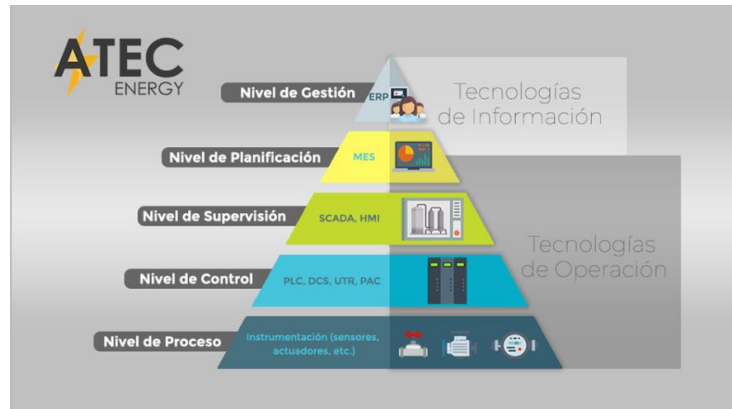 ATEC
ENERGY
Nivel de Gestión
ERP
Tecnologías
de Información
Nivel de Planificación
MES
Nivel de Supervisión
SCADA, HMI
Tecnologías
de Operación
Nivel de Control
PLC, DCS, UTR, PAC
Nivel de Proceso
Instrumentación (sensores,
actuadores, etc.)